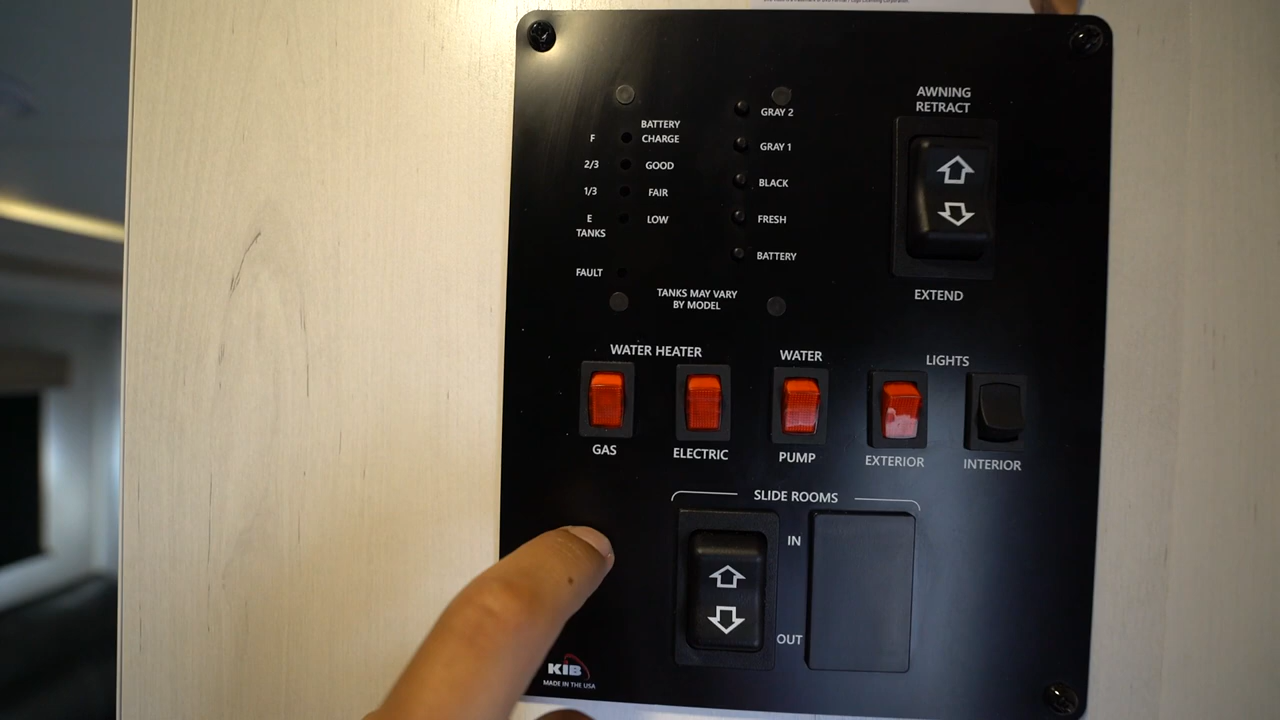 AWNING
RETRACT
EXTEND
BATTERY
F CHARGE
2/3 GOOD
1/3 FAIR
E LOW
TANKS
FAULT
GRAY 2
GRAY 1
BLACK
FRESH
BATTERY
TANKS MAY VARY
BY MODEL
WATER HEATER
GAS
ELECTRIC
WATER
PUMP
LIGHTS
EXTERIOR
INTERIOR
SLIDE ROOMS
IN
OUT
KIB
MADE IN THE USA